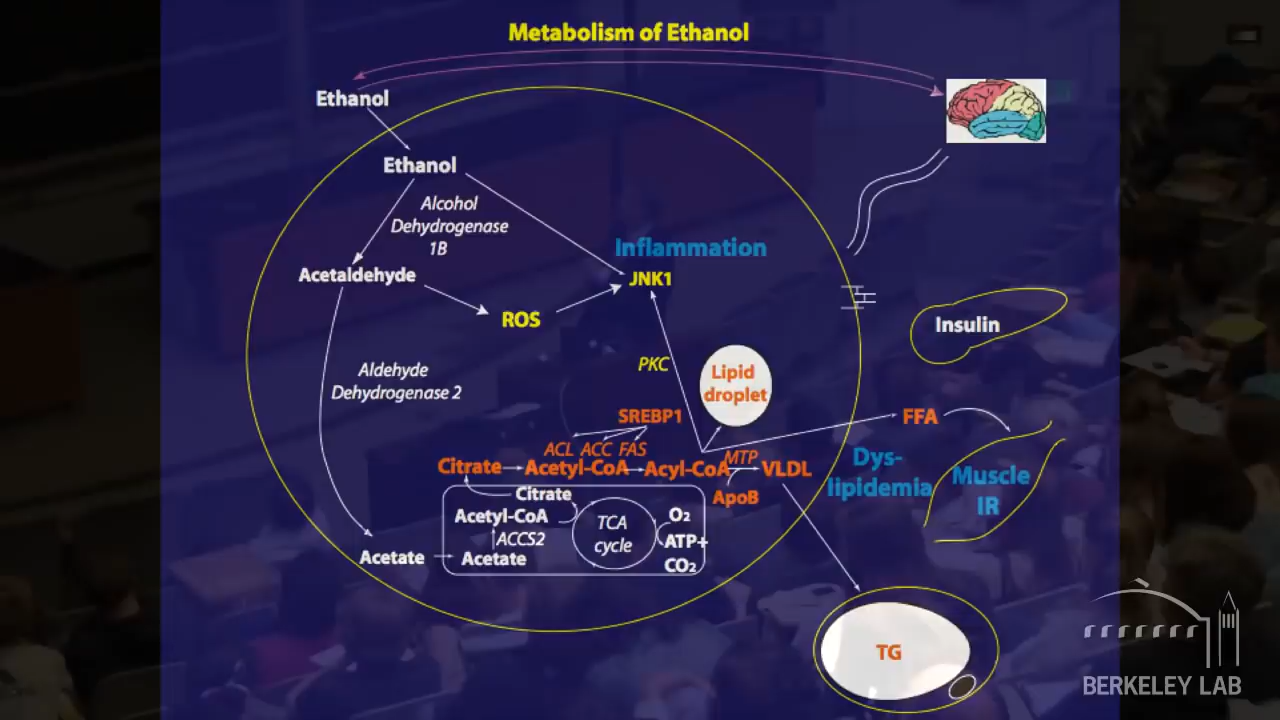 Metabolism of Ethanol
Ethanol
Ethanol
Alcohol
Dehydrogenase
1B
Inflammation
Acetaldehyde
JNK1
ROS
Insulin
PKC
Aldehyde
Dehydrogenase 2
Lipid
droplet
SREBP1
FFA
ACL ACC FAS
Citrate Acetyl-CoA Acyl-CoA MTP VLDL
ApoB
Dys-
lipidemia
Muscle
IR
Citrate
Acetyl-CoA
ACCS2
Acetate
Acetate
TCA
cycle
O2
ATP+
CO2
TG
BERKELEY LAB